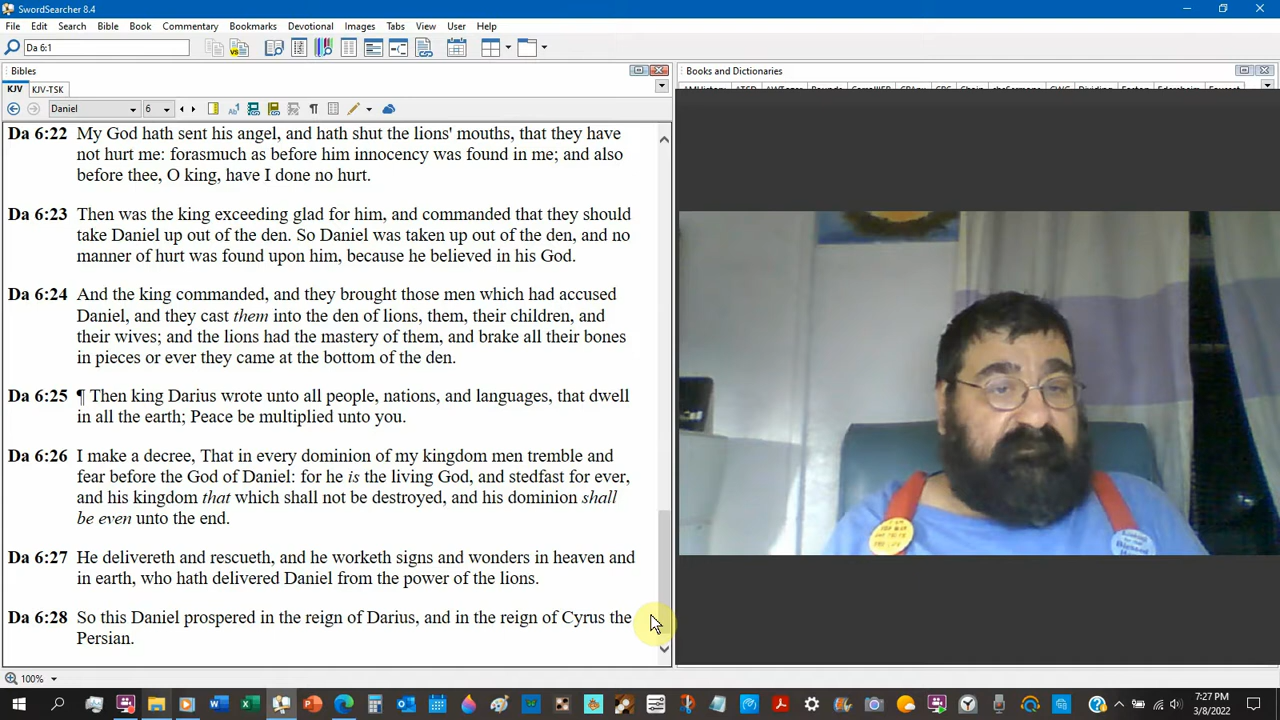 SwordSearcher 8.4
File Edit Search Bible Book Commentary Bookmarks Devotional Images Tabs View User Help
Da 6:1
Bibles
KJV KJV-TSK
Daniel 6
Da 6:22 My God hath sent his angel, and hath shut the lions' mouths, that they have
not hurt me: forasmuch as before him innocency was found in me; and also
before thee, O king, have I done no hurt.
Da 6:23 Then was the king exceeding glad for him, and commanded that they should
take Daniel up out of the den. So Daniel was taken up out of the den, and no
manner of hurt was found upon him, because he believed in his God.
Da 6:24 And the king commanded, and they brought those men which had accused
Daniel, and they cast them into the den of lions, them, their children, and
their wives; and the lions had the mastery of them, and brake all their bones
in pieces or ever they came at the bottom of the den.
Da 6:25 ¶ Then king Darius wrote unto all people, nations, and languages, that dwell
in all the earth; Peace be multiplied unto you.
Da 6:26 I make a decree, That in every dominion of my kingdom men tremble and
fear before the God of Daniel: for he is the living God, and stedfast for ever,
and his kingdom that which shall not be destroyed, and his dominion shall
be even unto the end.
Da 6:27 He delivereth and rescueth, and he worketh signs and wonders in heaven and
in earth, who hath delivered Daniel from the power of the lions.
Da 6:28 So this Daniel prospered in the reign of Darius, and in the reign of Cyrus the
Persian.
100%
Books and Dictionaries
7:27 PM
3/8/2022